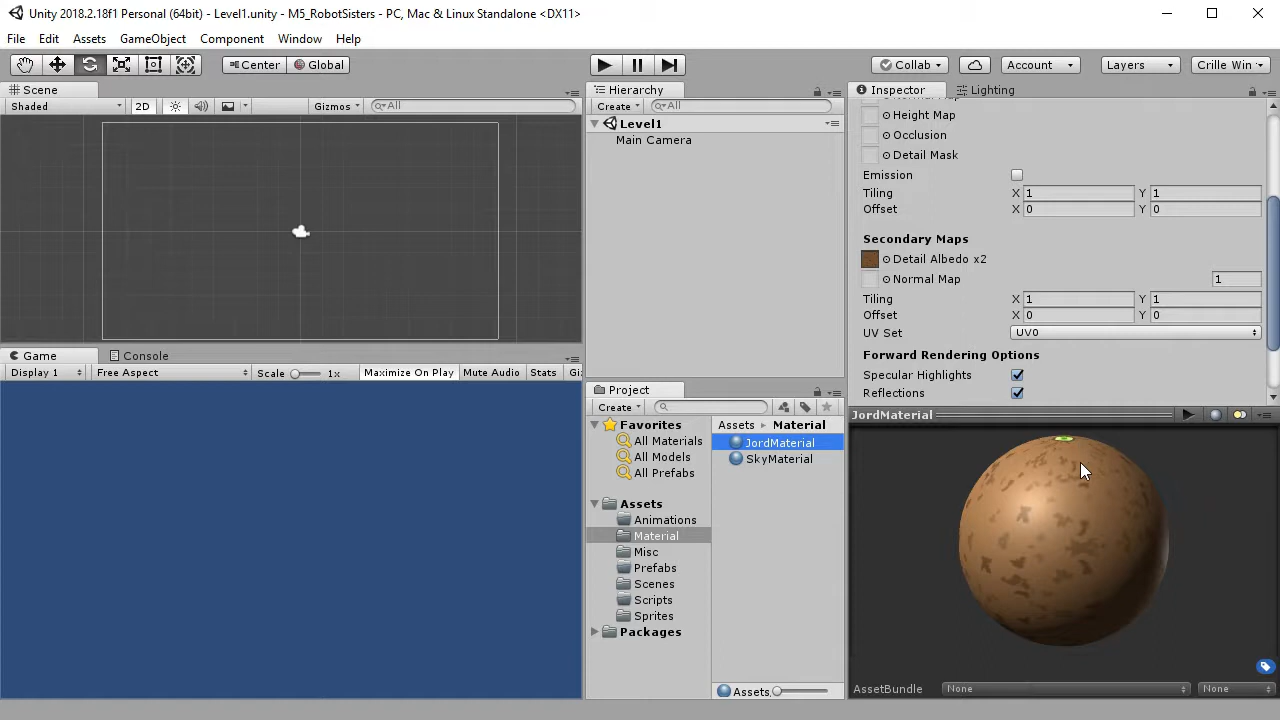 Unity 2018.2.18f1 Personal (64bit) - Level1.unity - M5_RobotSisters - PC, Mac & Linux Standalone <DX11>
File Edit Assets GameObject Component Window Help
Center Global Collab Account Layers Crille Win
Scene Hierarchy Inspector Lighting
Shaded 2D Gizmos All Create All
Level1
Main Camera
Height Map
Occlusion
Detail Mask
Emission
Tiling X 1 Y 1
Offset X 0 Y 0
Secondary Maps
Detail Albedo x2
Normal Map 1
Tiling X 1 Y 1
Offset X 0 Y 0
UV Set UV0
Forward Rendering Options
Specular Highlights
Reflections
Game Console
Display 1 Free Aspect Scale 1x Maximize On Play Mute Audio Stats Gi
Project
Create
Favorites
All Materials
All Models
All Prefabs
Assets
Animations
Material
Misc
Prefabs
Scenes
Scripts
Sprites
Packages
Assets Material
JordMaterial
SkyMaterial
Assets
JordMaterial
AssetBundle None None